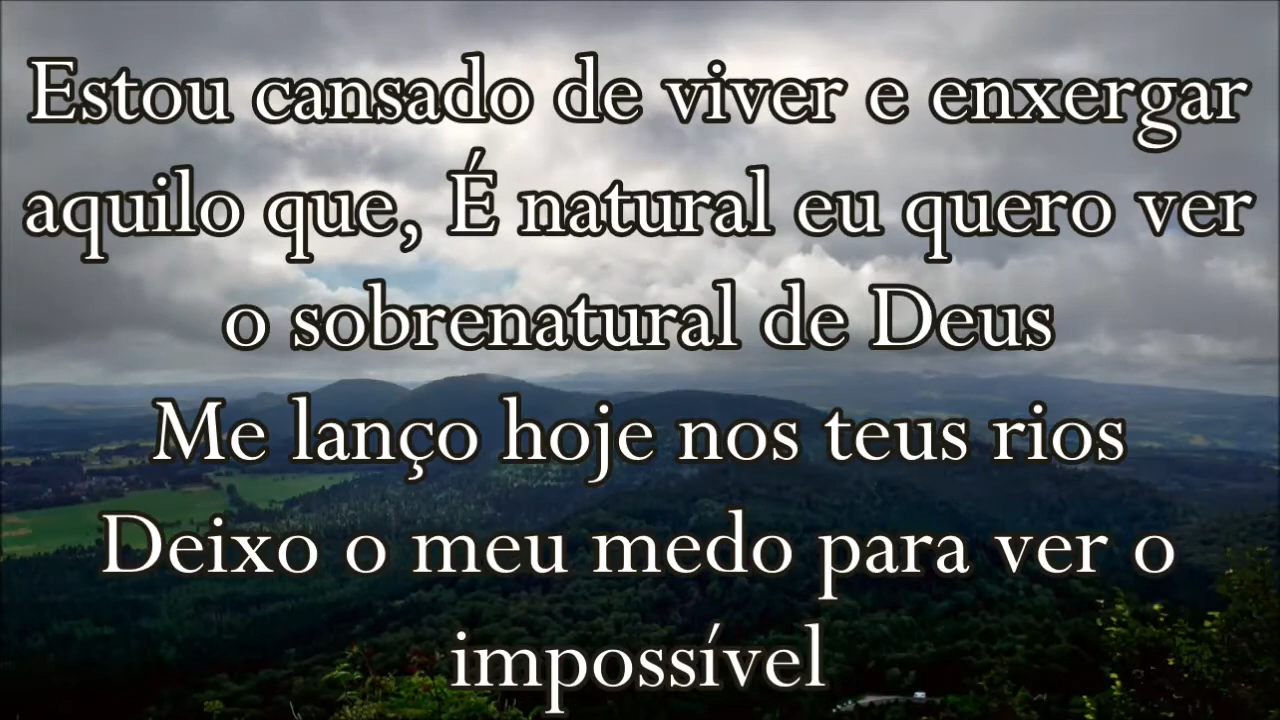 Estou cansado de viver e enxergar
aquilo que, É natural eu quero ver
o sobrenatural de Deus
Me lanço hoje nos teus rios
Deixo o meu medo para ver o
impossível